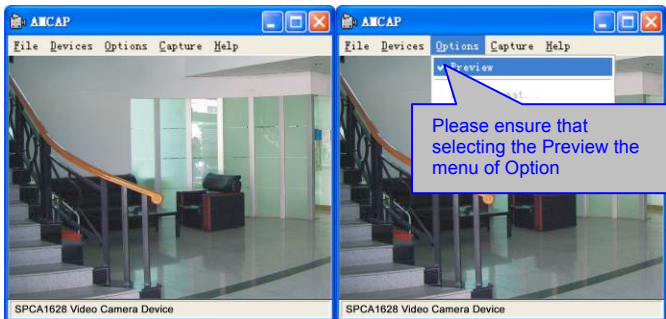 AMCAP
File Devices Options Capture Help
SPCA1628 Video Camera Device
AMCAP
File Devices Options Capture Help
Preview
Please ensure that
selecting the Preview the
menu of Option
SPCA1628 Video Camera Device